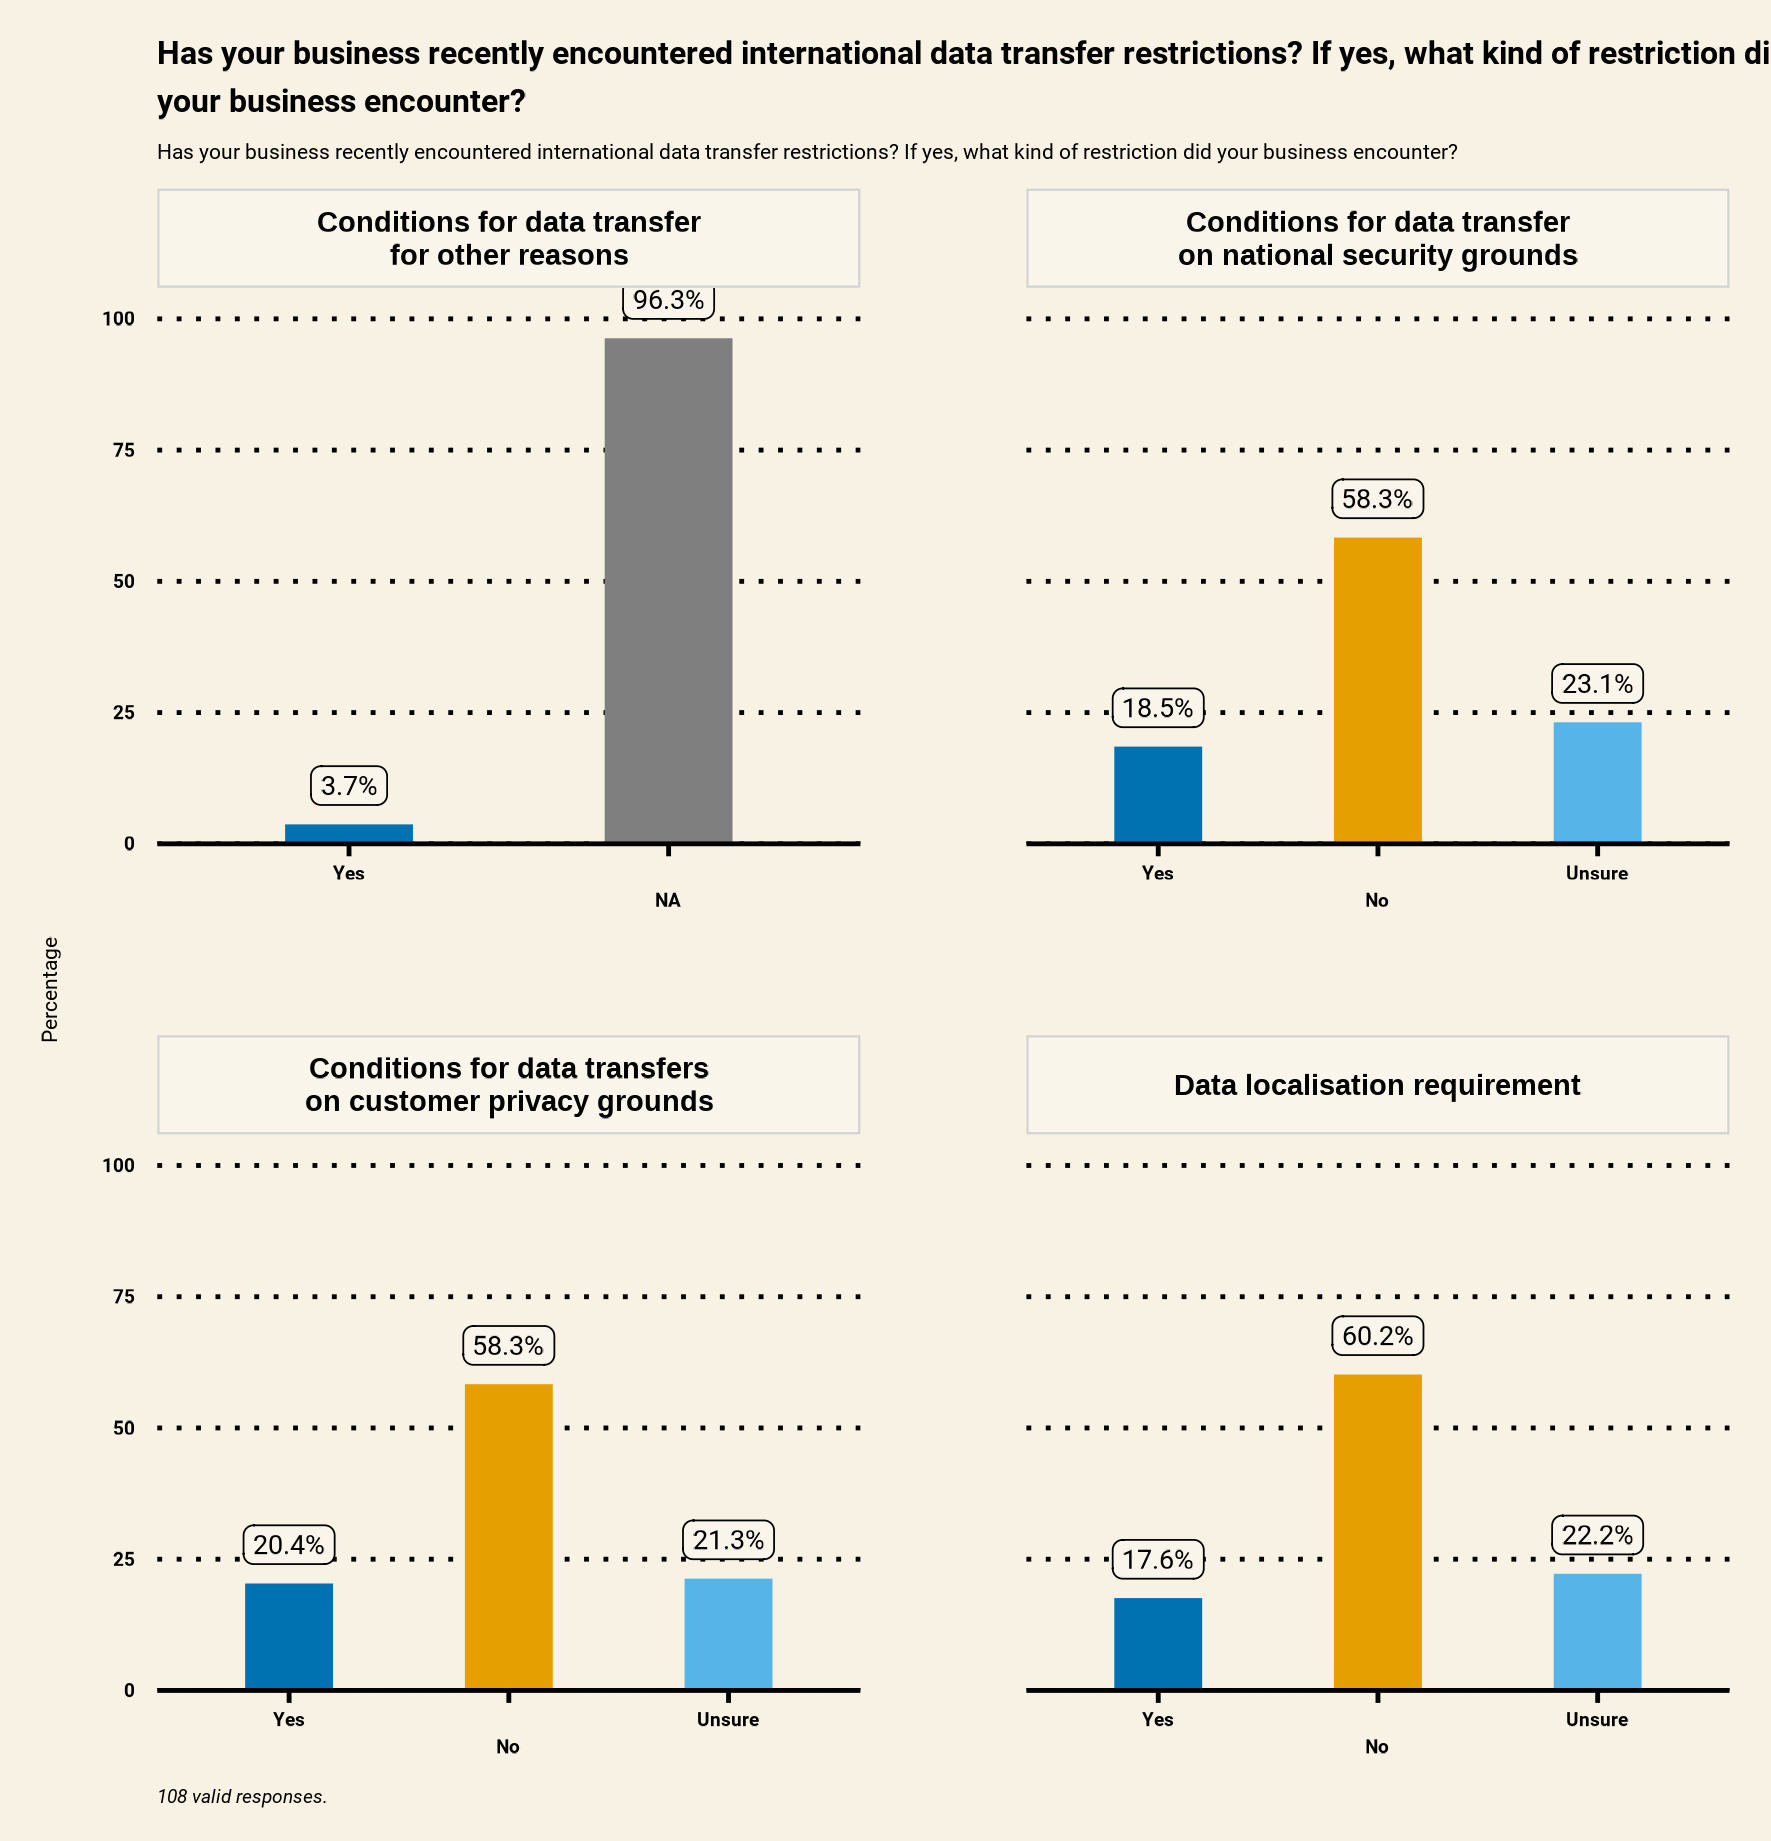 Has your business recently encountered international data transfer restrictions? If yes, what kind of restriction di
your business encounter?
Has your business recently encountered international data transfer restrictions? If yes, what kind of restriction did your business encounter?
Conditions for data transfer
for other reasons
96.3%
100
75
50
25
0
3.7%
Yes
NA
Conditions for data transfer
on national security grounds
58.3%
23.1%
18.5%
Yes
No
Unsure
Percentage
Conditions for data transfers
on customer privacy grounds
100
75
50
25
0
58.3%
20.4%
21.3%
Yes
No
Unsure
Data localisation requirement
60.2%
22.2%
17.6%
Yes
No
Unsure
108 valid responses.